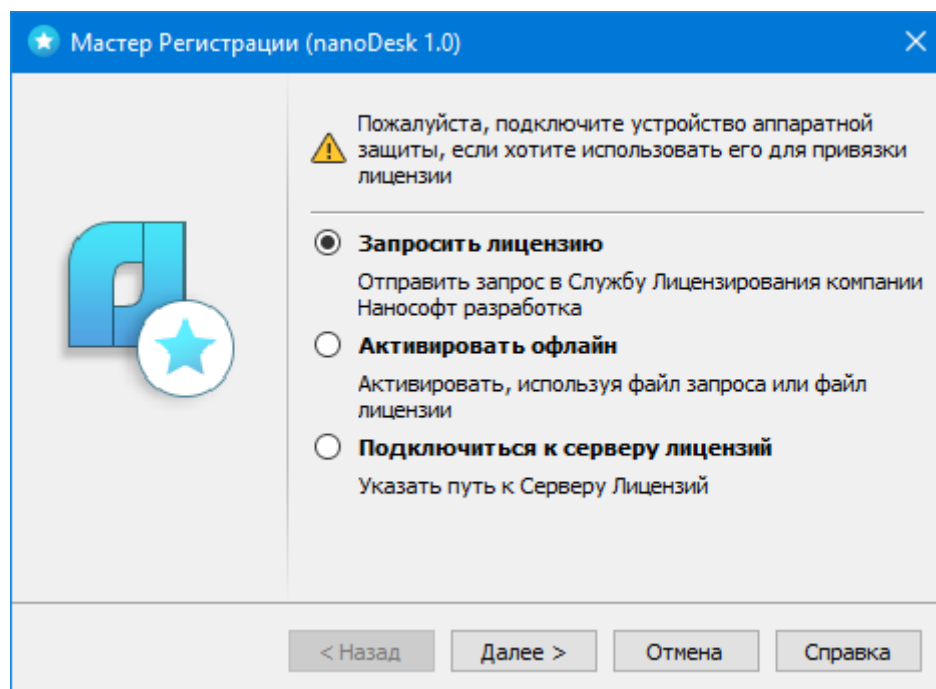 Мастер Регистрации (nanoDesk 1.0)
Пожалуйста, подключите устройство аппаратной
защиты, если хотите использовать его для привязки
лицензии
Запросить лицензию
Отправить запрос в Службу Лицензирования компании
Нанософт разработка
Активировать офлайн
Активировать, используя файл запроса или файл
лицензии
Подключиться к серверу лицензий
Указать путь к Серверу Лицензий
< Назад
Далее >
Отмена
Справка